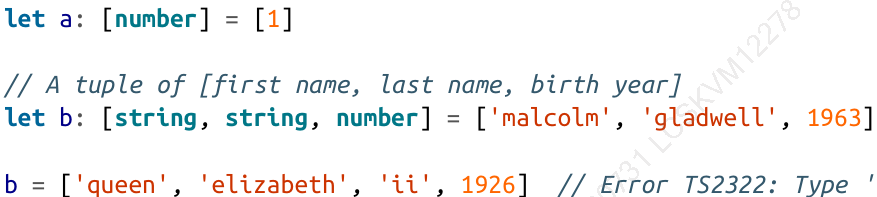 let a: [number] = [1]
// A tuple of [first name, last name, birth year]
let b: [string, string, number] = ['malcolm', 'gladwell', 1963]
b = ['queen', 'elizabeth', 'ii', 1926]  // Error TS2322: Type '